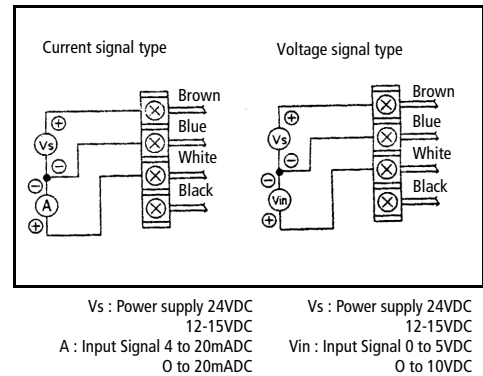 Current signal type
Voltage signal type
Brown
Blue
White
Black
⊕
Vs
⊖
⊖
A
⊕
Brown
Blue
White
Black
⊕
Vs
⊖
⊖
Vin
⊕
Vs : Power supply 24VDC
12-15VDC
A : Input Signal 4 to 20mADC
O to 20mADC
Vs : Power supply 24VDC
12-15VDC
Vin : Input Signal 0 to 5VDC
O to 10VDC